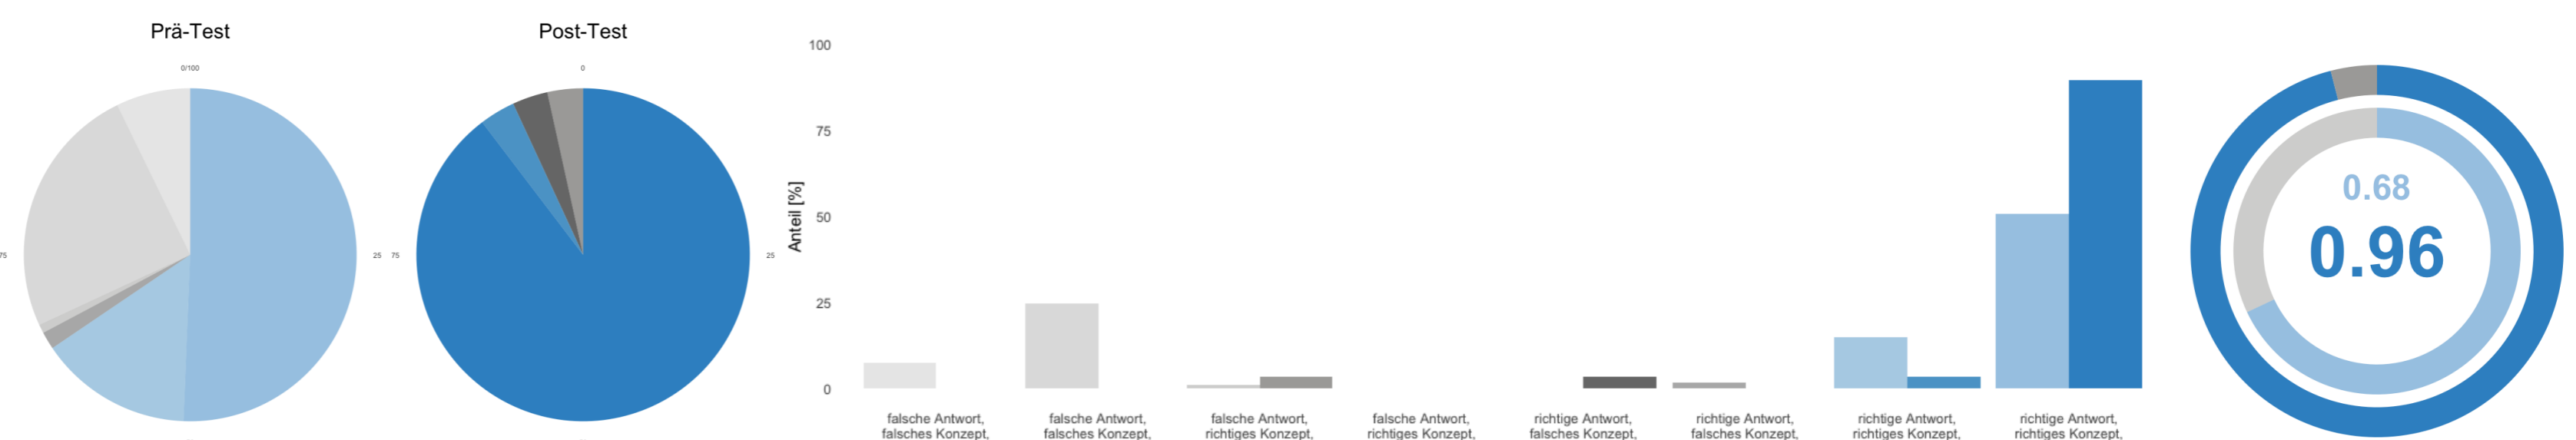 Prä-Test
Post-Test
0/100
0
25
75
25
100
75
50
25
0
Anteil [%]
falsche Antwort,
falsches Konzept,
falsche Antwort,
falsches Konzept,
falsche Antwort,
richtiges Konzept,
falsche Antwort,
richtiges Konzept,
richtige Antwort,
falsches Konzept,
richtige Antwort,
falsches Konzept,
richtige Antwort,
richtiges Konzept,
richtige Antwort,
richtiges Konzept,
0.68
0.96